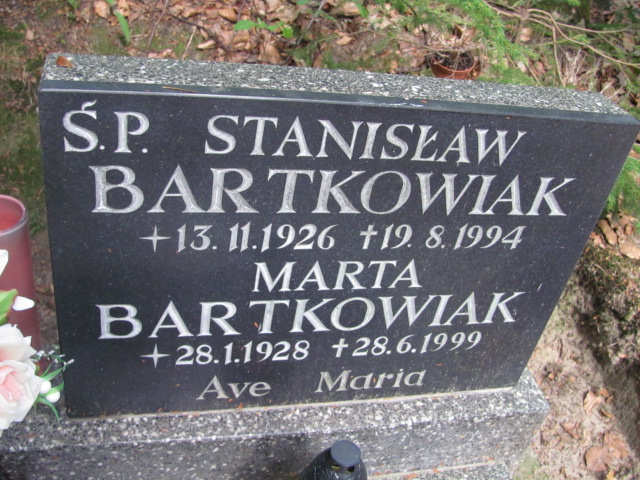 Ś.P. STANISŁAW
BARTKOWIAK
+13.11.1926 †19.8.1994
MARTA
BARTKOWIAK
+28.1.1928 †28.6.1999
Ave Maria